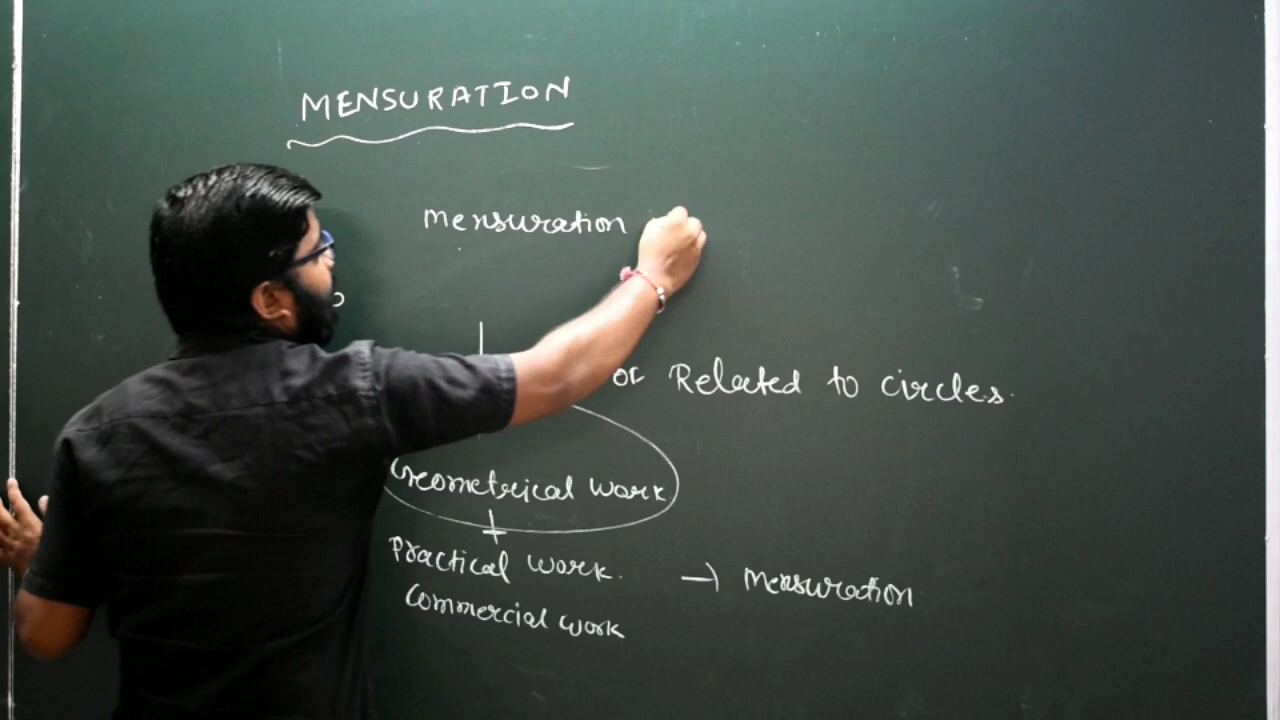 MENSURATION
mensuration
or Related to circles.
Geometrical work
+
Practical work. → Mensuration
Commercial work